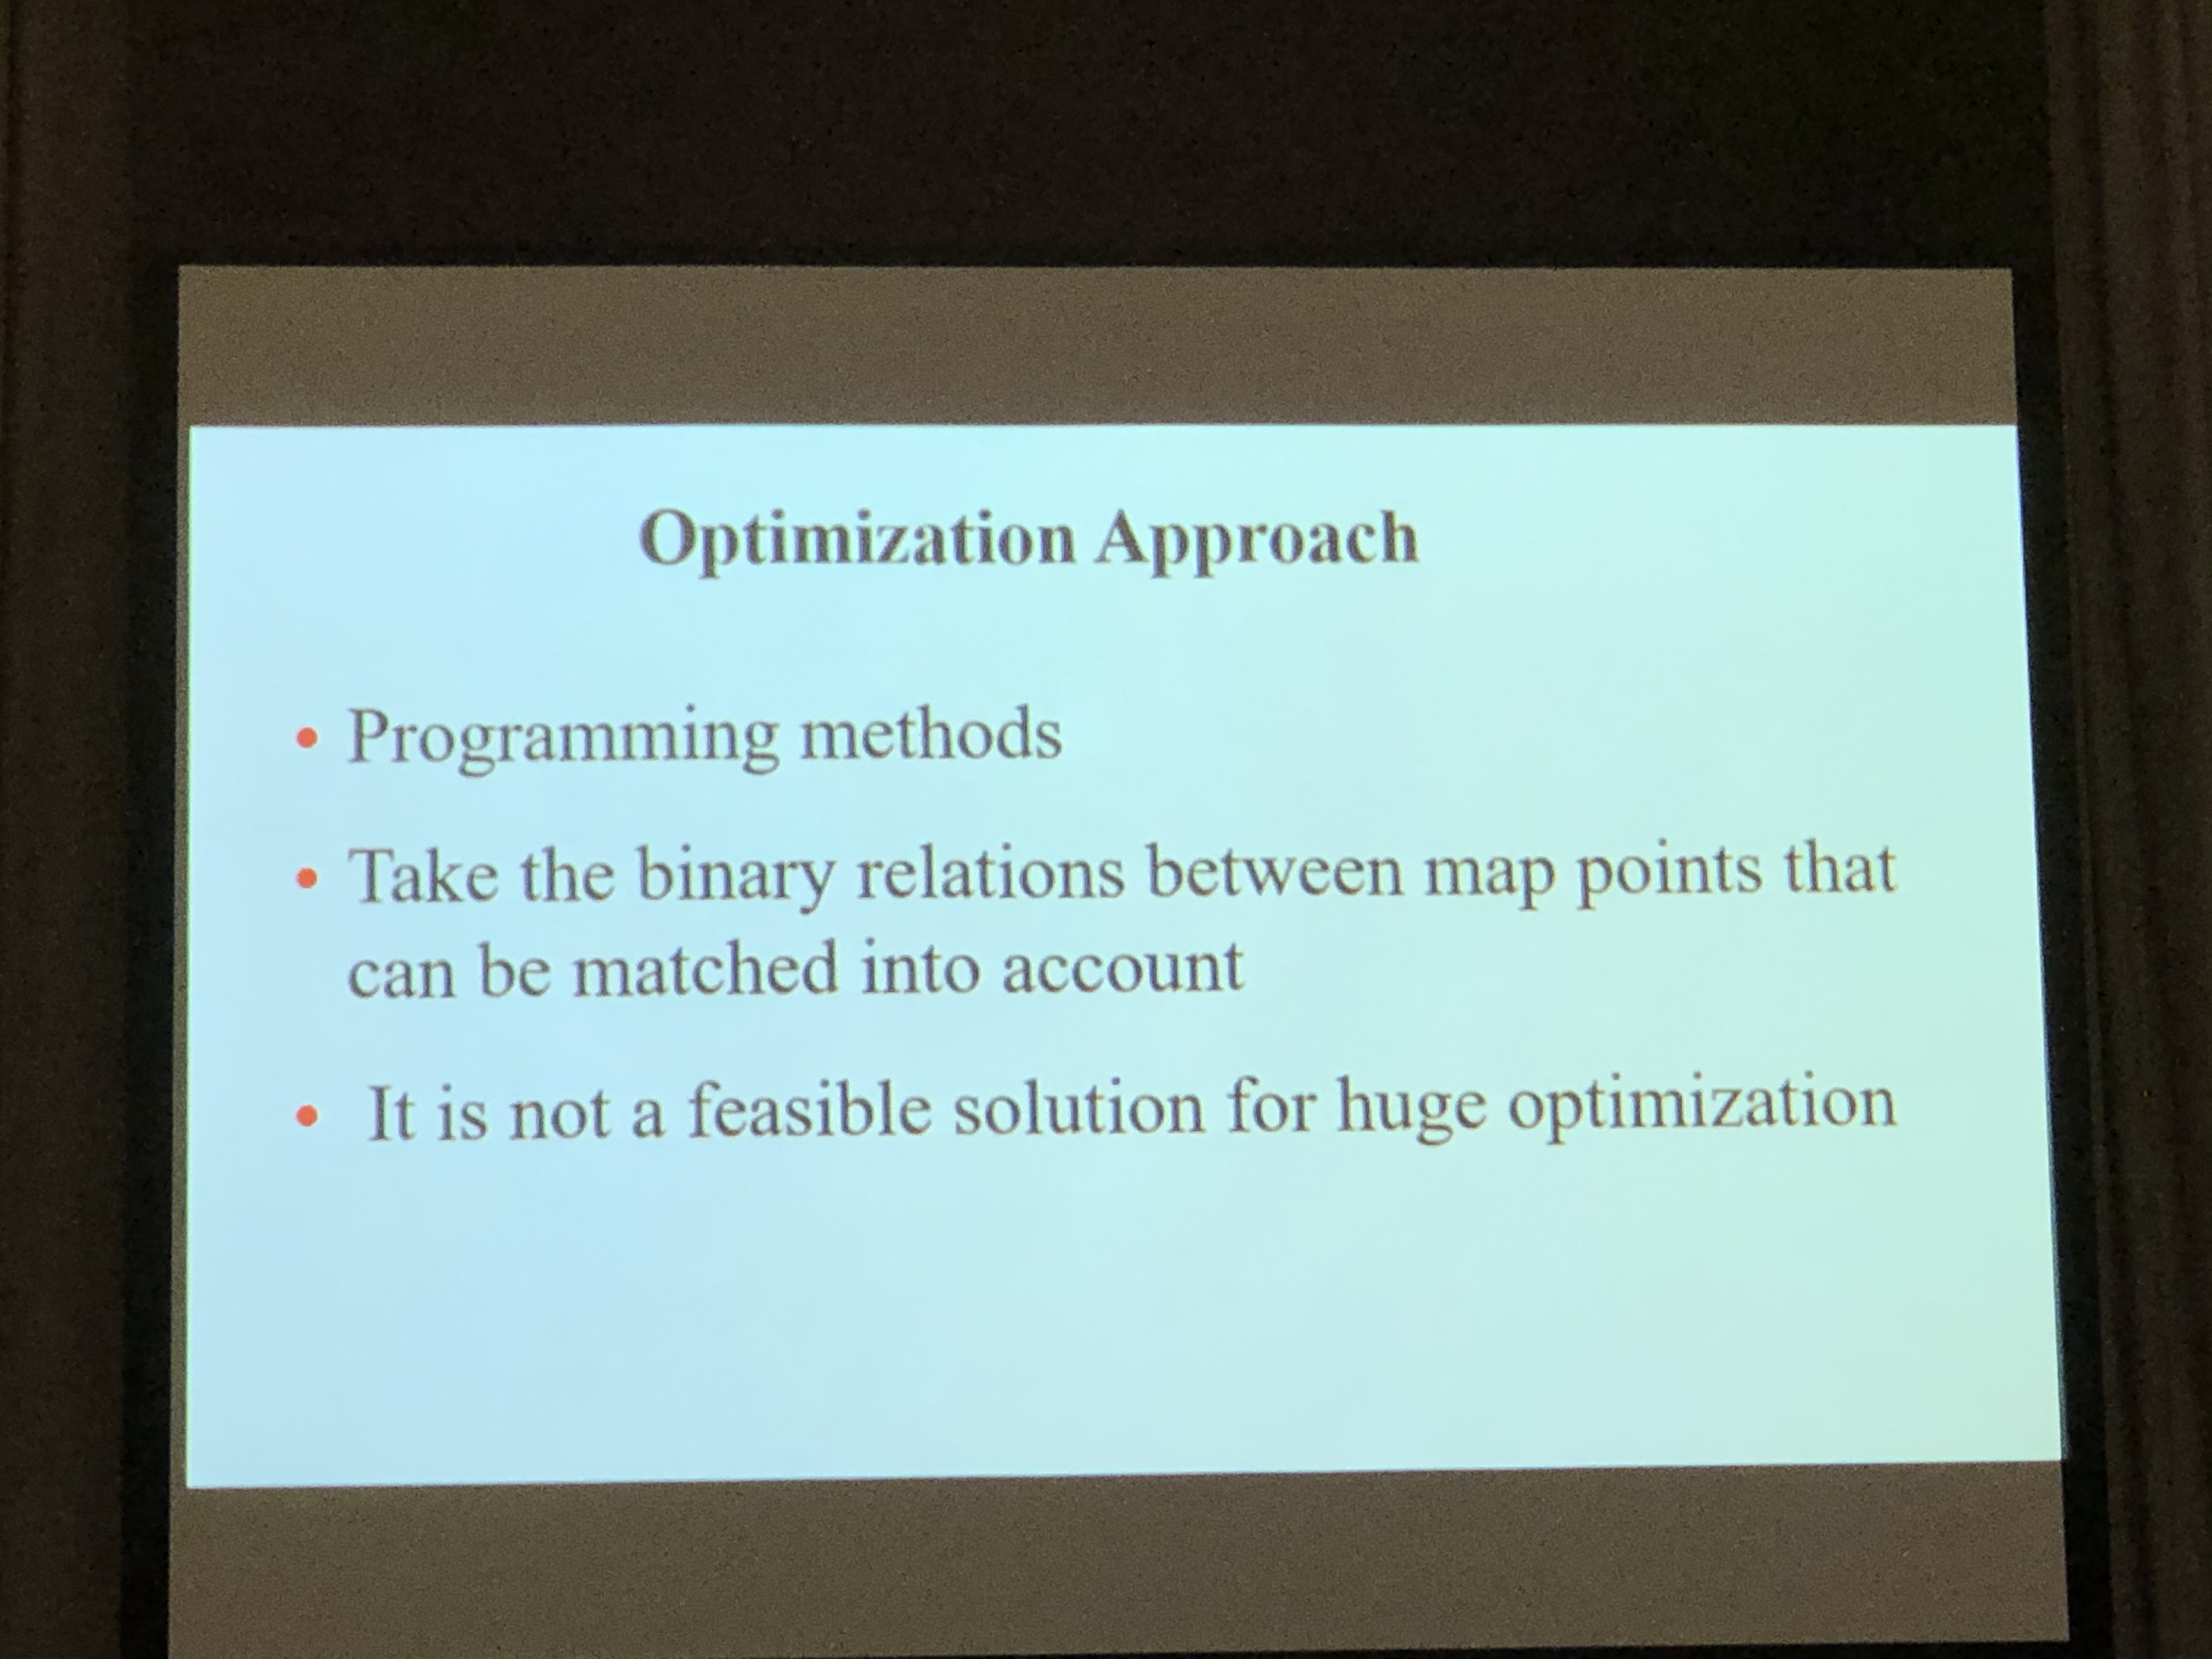 Optimization Approach
• Programming methods
• Take the binary relations between map points that
can be matched into account
• It is not a feasible solution for huge optimization